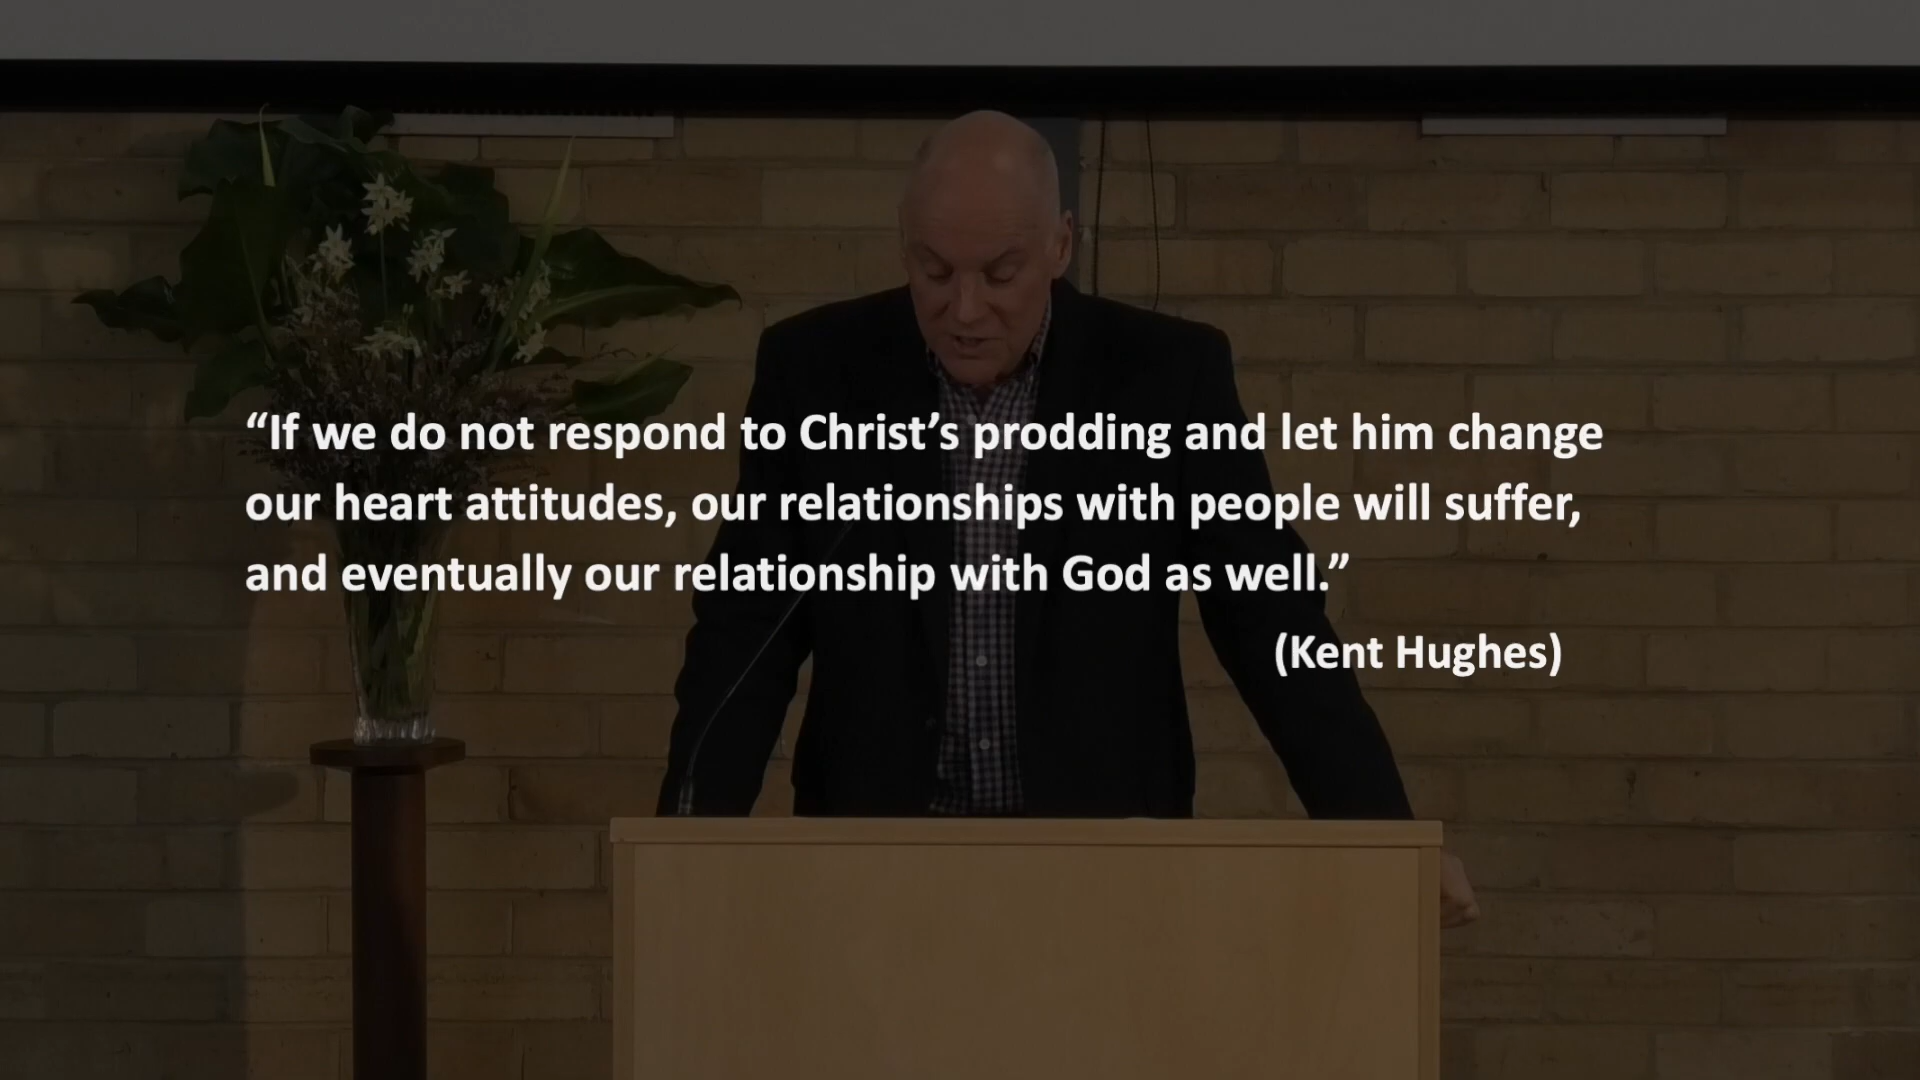 “If we do not respond to Christ’s prodding and let him change
our heart attitudes, our relationships with people will suffer,
and eventually our relationship with God as well.”
(Kent Hughes)